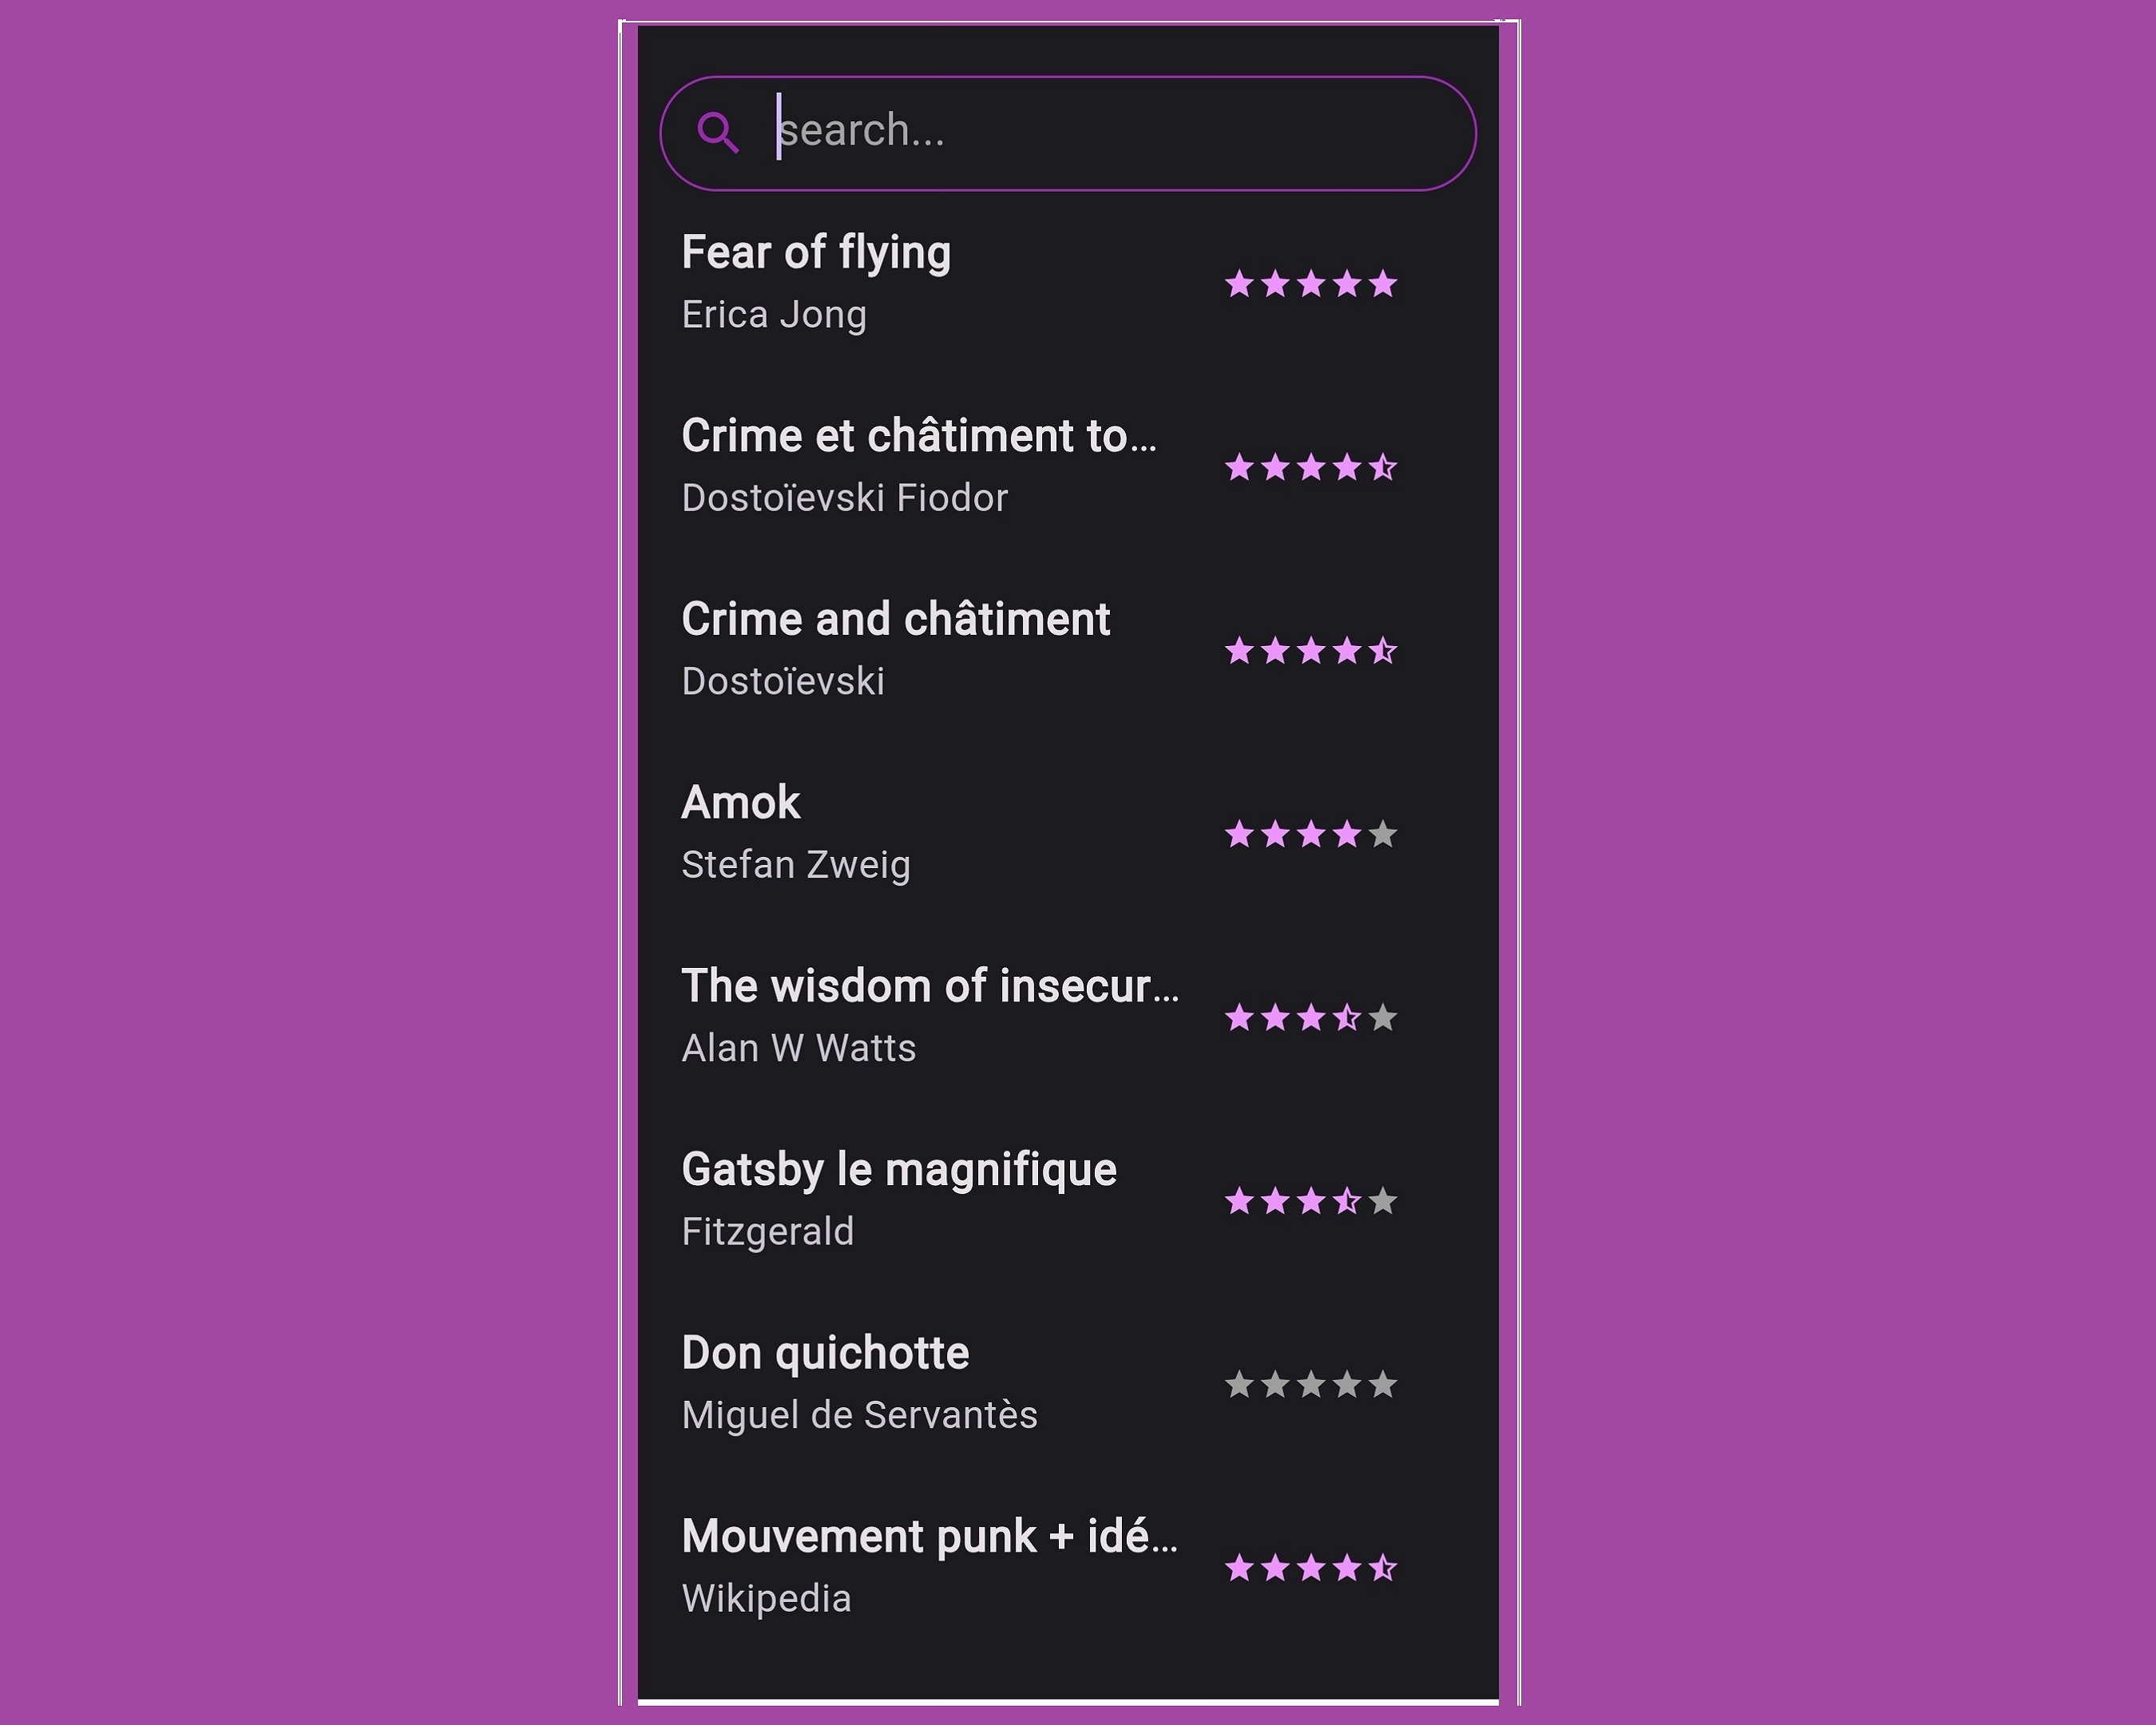 search...
Fear of flying
Erica Jong
Crime et châtiment to...
Dostoïevski Fiodor
Crime and châtiment
Dostoïevski
Amok
Stefan Zweig
The wisdom of insecur...
Alan W Watts
Gatsby le magnifique
Fitzgerald
Don quichotte
Miguel de Servantès
Mouvement punk + idé...
Wikipedia